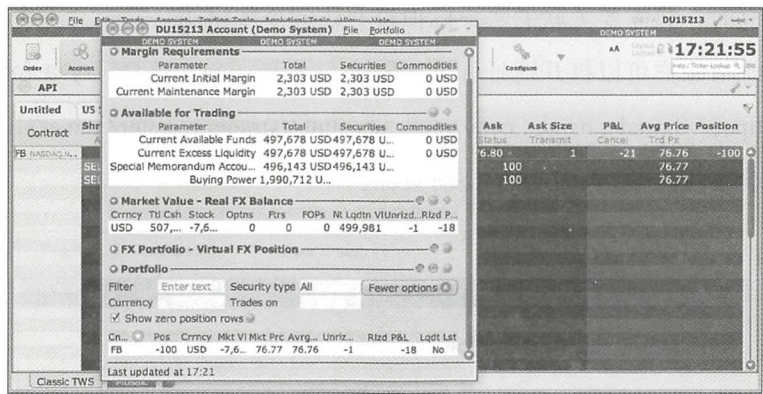 File Edit Trade Account Trading Tools Analytical Tools View Help
DU15213
DU15213 Account (Demo System) File Portfolio
DEMO SYSTEM DEMO SYSTEM DEMO SYSTEM
DEMO SYSTEM
Order Account
Configure
AA
17:21:55
API
Untitled US
Contract
Margin Requirements
Parameter Total Securities Commodities
Current Initial Margin 2,303 USD 2,303 USD 0 USD
Current Maintenance Margin 2,303 USD 2,303 USD 0 USD
Available for Trading
Parameter Total Securities Commodities
Current Available Funds 497,678 USD 497,678 U... 0 USD
Current Excess Liquidity 497,678 USD 497,678 U... 0 USD
Special Memorandum Accou... 496,143 USD 496,143 U...
Buying Power 1,990,712 U...
Market Value - Real FX Balance
Crrncy Ttl Csh Stock Optns Ftrs FOPs Nt Lqdtn Vl Unrizd... Rlzd P...
USD 507,... -7,6... 0 0 0 499,981 -1 -18
FX Portfolio - Virtual FX Position
Portfolio
Filter Enter text Security type All Fewer options
Currency Trades on
Show zero position rows
Cn... Pos Crrncy Mkt Vl Mkt Prc Avrg... Unriz... Rlzd P&L Lqdt Lst
FB -100 USD -7,6... 76.77 76.76 -1 -18 No
Last updated at 17:21
Ask Ask Size P&L Avg Price Position
Status Transmit Cancel Trd Px
FB NASDAQ.N... 76.80 1 -21 76.76 -100
100 76.77
100 76.77
Classic TWS Mosaic